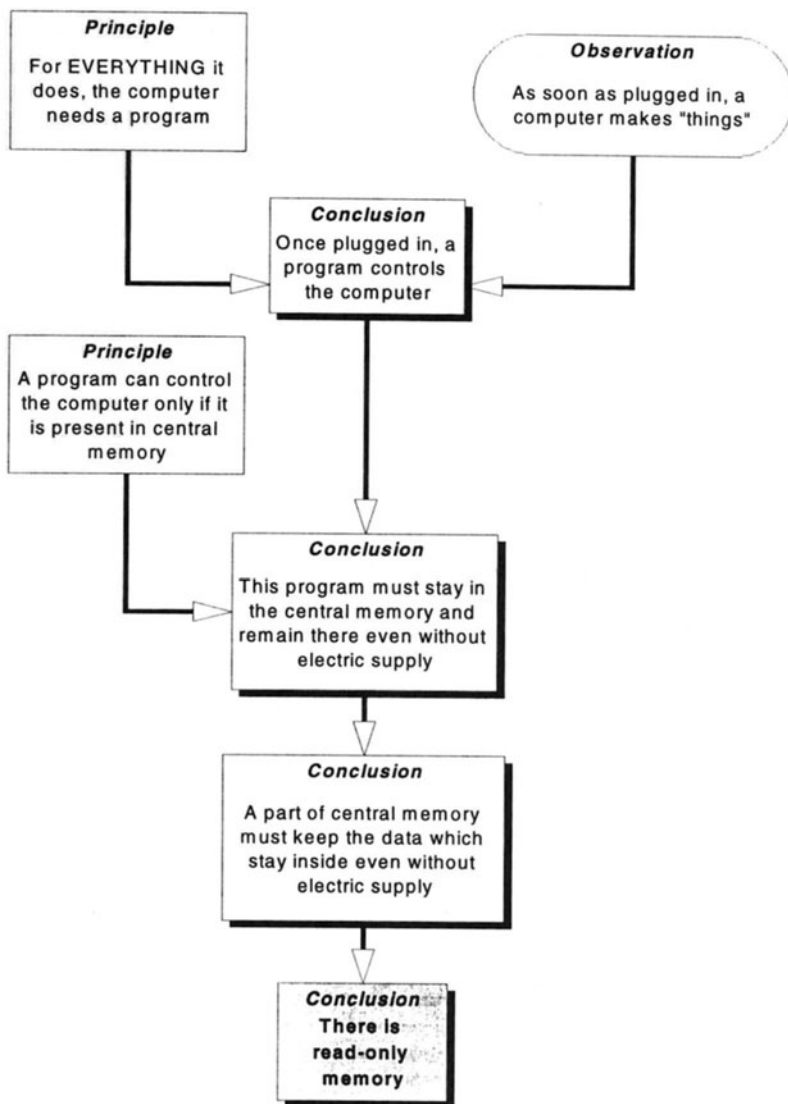 Principle
For EVERYTHING it
does, the computer
needs a program
Observation
As soon as plugged in, a
computer makes "things"
Conclusion
Once plugged in, a
program controls
the computer
Principle
A program can control
the computer only if it
is present in central
memory
Conclusion
This program must stay in
the central memory and
remain there even without
electric supply
Conclusion
A part of central memory
must keep the data which
stay inside even without
electric supply
Conclusion
There is
read-only
memory